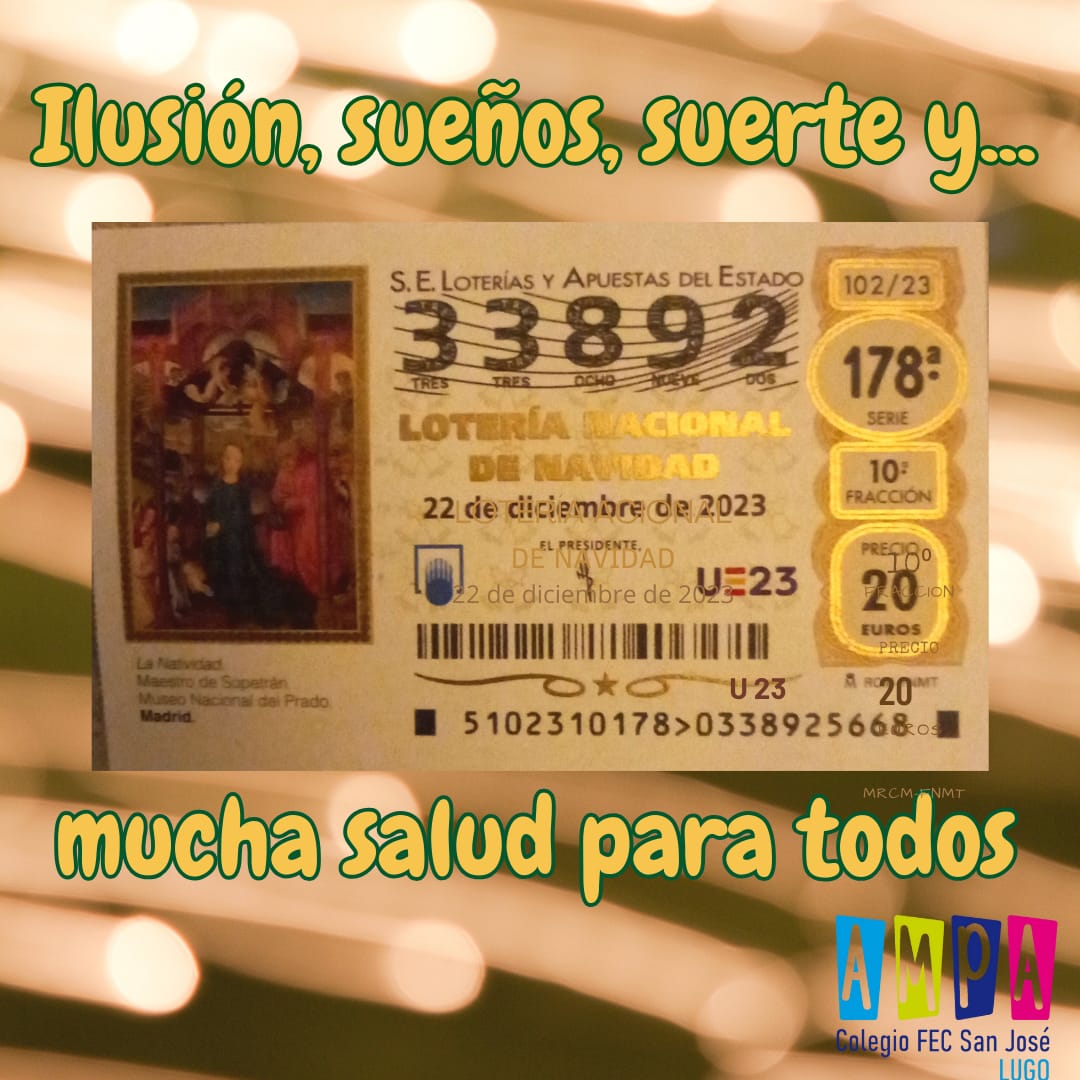 Ilusión, sueños, suerte y...
S.E. LOTERÍAS Y APUESTAS DEL ESTADO
33892
TRES TRES OCHO NUEVE DOS
LOTERÍA NACIONAL
DE NAVIDAD
22 de diciembre de 2023
LOTERÍA NACIONAL
DE NAVIDAD
22 de diciembre de 2023
EL PRESIDENTE,
UE23
U 23
5102310178>0338925668
102/23
178ª
SERIE
10ª
FRACCIÓN
PRECIO
20
EUROS
10º
FRACCION
PRECIO
20
EUROS
MRCM-FNMT
La Natividad.
Maestro de Sopetrán.
Museo Nacional del Prado.
Madrid.
mucha salud para todos
AMPA
Colegio FEC San José
LUGO